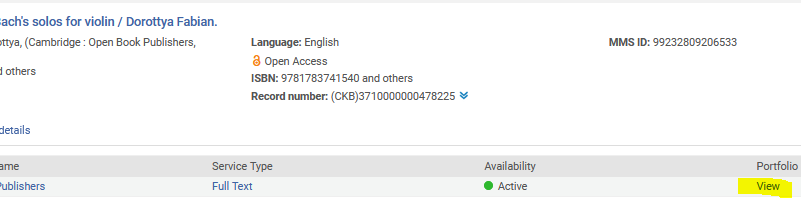 Bach's solos for violin / Dorottya Fabian.
ottya, (Cambridge : Open Book Publishers,
Language: English
MMS ID: 99232809206533
Open Access
d others
ISBN: 9781783741540 and others
Record number: (CKB)3710000000478225
details
ame Service Type Availability Portfolio
Publishers Full Text Active View